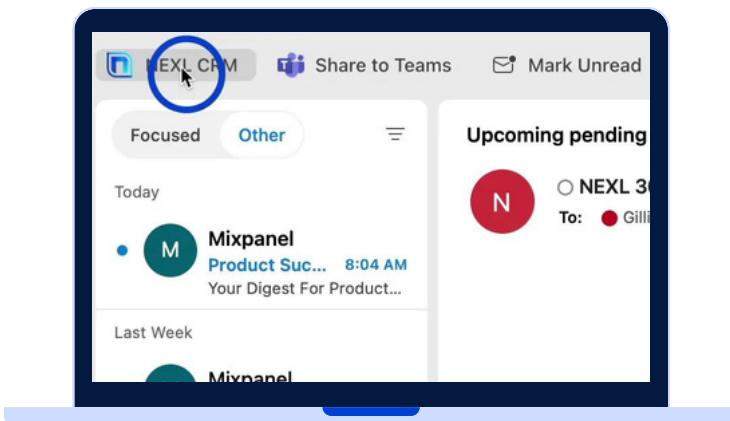 NEXL CRM Share to Teams Mark Unread
Focused Other
Today
M
Mixpanel
Product Suc... 8:04 AM
Your Digest For Product...
Last Week
Mixpanel
Upcoming pending
N
NEXL
To: Gilli